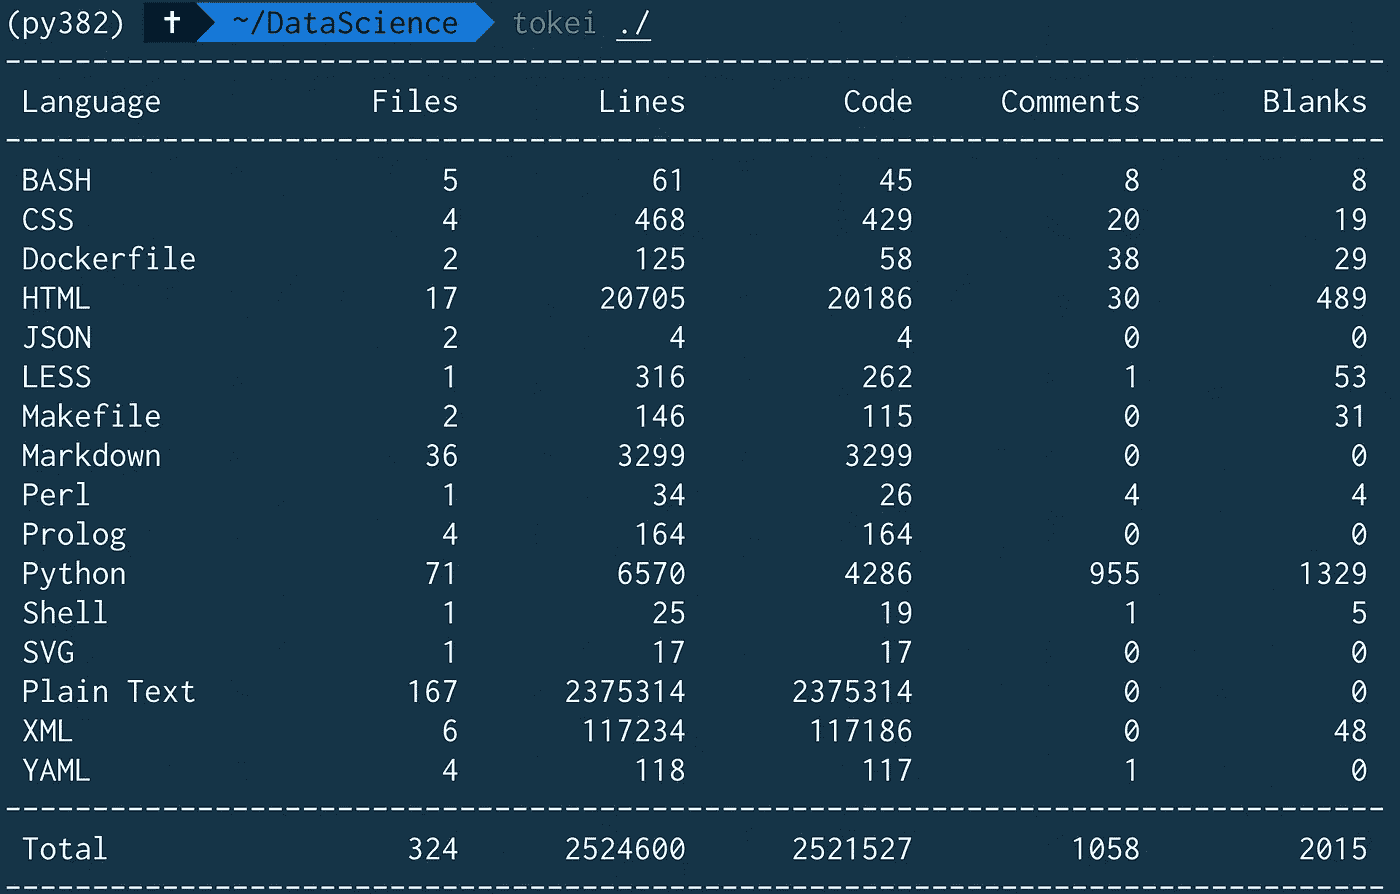 (py382) ✝ ~/DataScience tokei ./
Language Files Lines Code Comments Blanks
BASH 5 61 45 8 8
CSS 4 468 429 20 19
Dockerfile 2 125 58 38 29
HTML 17 20705 20186 30 489
JSON 2 4 4 0 0
LESS 1 316 262 1 53
Makefile 2 146 115 0 31
Markdown 36 3299 3299 0 0
Perl 1 34 26 4 4
Prolog 4 164 164 0 0
Python 71 6570 4286 955 1329
Shell 1 25 19 1 5
SVG 1 17 17 0 0
Plain Text 167 2375314 2375314 0 0
XML 6 117234 117186 0 48
YAML 4 118 117 1 0
Total 324 2524600 2521527 1058 2015